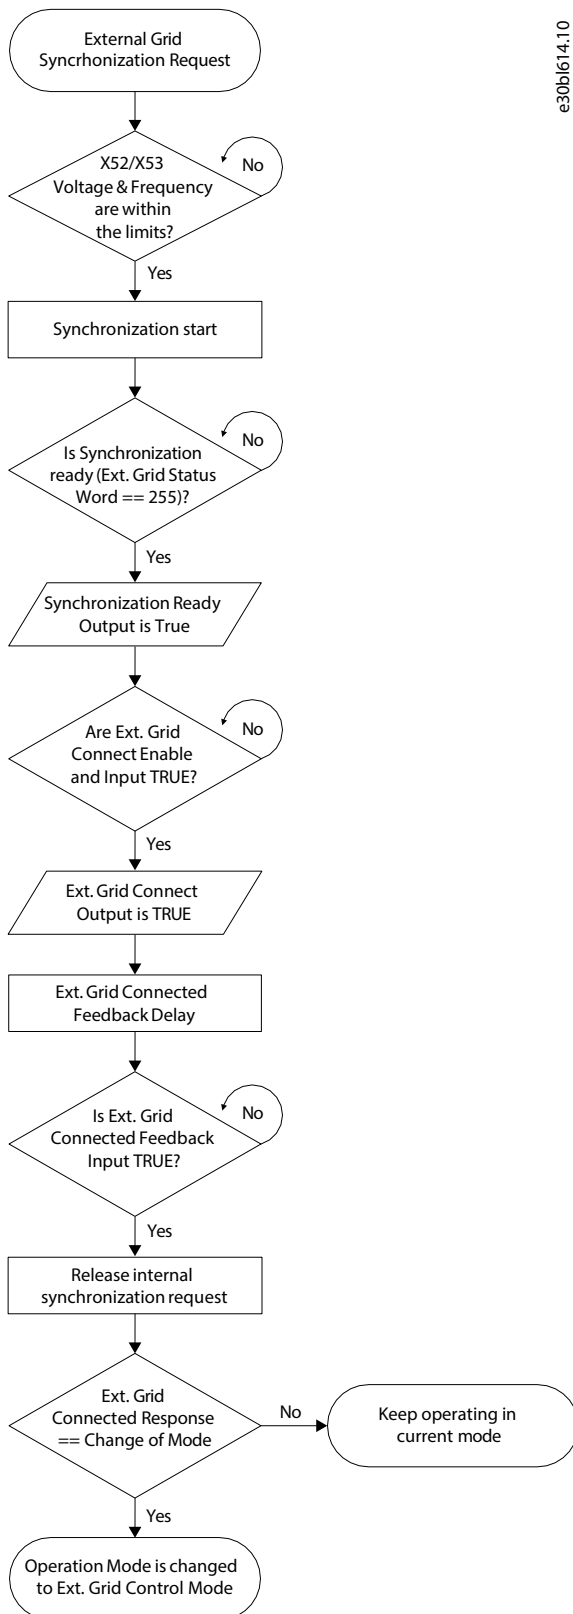 External Grid
Syncrhonization Request
e30bl614.10
X52/X53
Voltage & Frequency
are within
the limits?
No
Yes
Synchronization start
Is Synchronization
ready (Ext. Grid Status
Word == 255)?
No
Yes
Synchronization Ready
Output is True
Are Ext. Grid
Connect Enable
and Input TRUE?
No
Yes
Ext. Grid Connect
Output is TRUE
Ext. Grid Connected
Feedback Delay
Is Ext. Grid
Connected Feedback
Input TRUE?
No
Yes
Release internal
synchronization request
Ext. Grid
Connected Response
== Change of Mode
No
Keep operating in
current mode
Yes
Operation Mode is changed
to Ext. Grid Control Mode